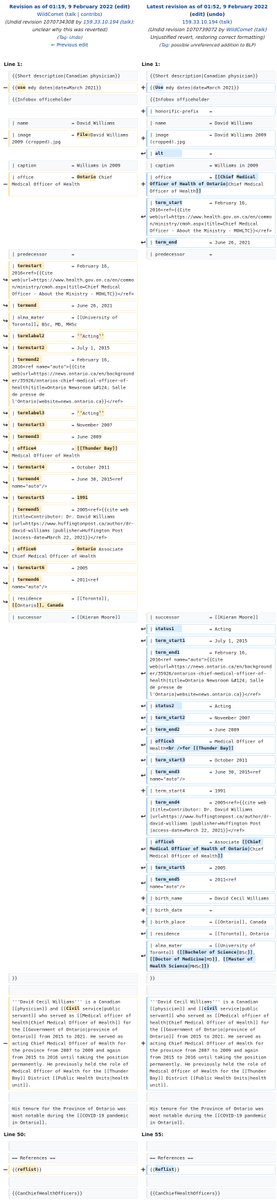 Revision as of 01:19, 9 February 2022 (edit)
WildComet (talk | contribs)
(Undid revision 1070734308 by 159.33.10.194 (talk):
unclear why this was reverted)
(Tag: Undo)
← Previous edit
Latest revision as of 01:52, 9 February
2022 (edit) (undo)
159.33.10.194 (talk)
(Undid revision 1070739072 by WildComet (talk)
Unjustified revert, restoring correct formatting)
(Tag: possible unreferenced addition to BLP)
Line 1:
{{Short description|Canadian physician}}
{{use mdy dates|date=March 2021}}
{{Infobox officeholder
| name = David Williams
| image = File:David Williams
2009 (cropped).jpg
| caption = Williams in 2009
| office = Ontario Chief
Medical Officer of Health
| predecessor =
| termstart = February 16,
2016<ref>{{Cite
web|url=https://www.health.gov.on.ca/en/commo
n/ministry/cmoh.aspx|title=Chief Medical
Officer - About the Ministry - MOHLTC}}</ref>
| termend = June 26, 2021
| alma_mater = [[University of
Toronto]], BSc, MD, MHSc
| termlabel2 = ''Acting''
| termstart2 = July 1, 2015
| termend2 = February 16,
2016<ref name="auto">{{Cite
web|url=https://news.ontario.ca/en/background
er/35926/ontarios-chief-medical-officer-of-
health|title=Ontario Newsroom &#124; Salle
de presse de
l'Ontario|website=news.ontario.ca}}</ref>
| termlabel3 = ''Acting''
| termstart3 = November 2007
| termend3 = June 2009
| office4 = [[Thunder Bay]]
Medical Officer of Health
| termstart4 = October 2011
| termend4 = June 30, 2015<ref
name="auto"/>
| termstart5 = 1991
| termend5 = 2005<ref>{{cite web
|title=Contributor: Dr. David Williams
|url=https://www.huffingtonpost.ca/author/dr-
david-williams |publisher=Huffington Post
|access-date=March 22, 2021}}</ref>
| office6 = Ontario Associate
Chief Medical Officer of Health
| termstart6 = 2005
| termend6 = 2011<ref
name="auto"/>
| residence = [[Toronto]],
[[Ontario]], Canada
| successor = [[Kieran Moore]]
}}
'''David Cecil Williams''' is a Canadian
[[physician]] and [[Civil service|public
servant]] who served as [[Medical officer of
health|Chief Medical Officer of Health]] for
the [[Government of Ontario|province of
Ontario]] from 2015 to 2021. He served as
acting Chief Medical Officer of Health for
the province from 2007 to 2009 and again
from 2015 to 2016 until taking the position
permanently. He previously held the role of
Medical Officer of Health for the [[Thunder
Bay]] District [[Public Health Units|health
unit]].
His tenure for the Province of Ontario was
most notable during the [[COVID-19 pandemic
in Ontario]].
Line 50:
== References ==
{{reflist}}
{{CanChiefHealthOfficers}}
Line 1:
{{Short description|Canadian physician}}
{{Use mdy dates|date=March 2021}}
{{Infobox officeholder
| honorific-prefix =
| name = David Williams
| image = David Williams 2009
(cropped).jpg
| alt =
| caption = Williams in 2009
| office = [[Chief Medical
Officer of Health of Ontario|Chief Medical
Officer of Health]]
| term_start = February 16,
2016<ref>{{Cite
web|url=https://www.health.gov.on.ca/en/commo
n/ministry/cmoh.aspx|title=Chief Medical
Officer - About the Ministry - MOHLTC}}</ref>
| term_end = June 26, 2021
| predecessor =
| successor = [[Kieran Moore]]
| status1 = Acting
| term_start1 = July 1, 2015
| term_end1 = February 16,
2016<ref name="auto">{{Cite
web|url=https://news.ontario.ca/en/background
er/35926/ontarios-chief-medical-officer-of-
health|title=Ontario Newsroom &#124; Salle
de presse de
l'Ontario|website=news.ontario.ca}}</ref>
| status2 = Acting
| term_start2 = November 2007
| term_end2 = June 2009
| office3 = Medical Officer of
Health<br />for [[Thunder Bay]]
| term_start3 = October 2011
| term_end3 = June 30, 2015<ref
name="auto"/>
| term_start4 = 1991
| term_end4 = 2005<ref>{{cite web
|title=Contributor: Dr. David Williams
|url=https://www.huffingtonpost.ca/author/dr-
david-williams |publisher=Huffington Post
|access-date=March 22, 2021}}</ref>
| office5 = Associate [[Chief
Medical Officer of Health of Ontario|Chief
Medical Officer of Health]]
| term_start5 = 2005
| term_end5 = 2011<ref
name="auto"/>
| birth_name = David Cecil Williams
| birth_date =
| birth_place = [[Ontario]], Canada
| residence = [[Toronto]], Ontario
| alma_mater = [[University of
Toronto]] ([[Bachelor of Science|BSc]],
[[Doctor of Medicine|MD]], [[Master of
Health Science|MHSc]])
}}
'''David Cecil Williams''' is a Canadian
[[physician]] and [[Civil service|public
servant]] who served as [[Medical officer of
health|Chief Medical Officer of Health]] for
the [[Government of Ontario|province of
Ontario]] from 2015 to 2021. He served as
acting Chief Medical Officer of Health for
the province from 2007 to 2009 and again
from 2015 to 2016 until taking the position
permanently. He previously held the role of
Medical Officer of Health for the [[Thunder
Bay]] District [[Public Health Units|health
unit]].
His tenure for the Province of Ontario was
most notable during the [[COVID-19 pandemic
in Ontario]].
Line 55:
== References ==
{{Reflist}}
{{CanChiefHealthOfficers}}